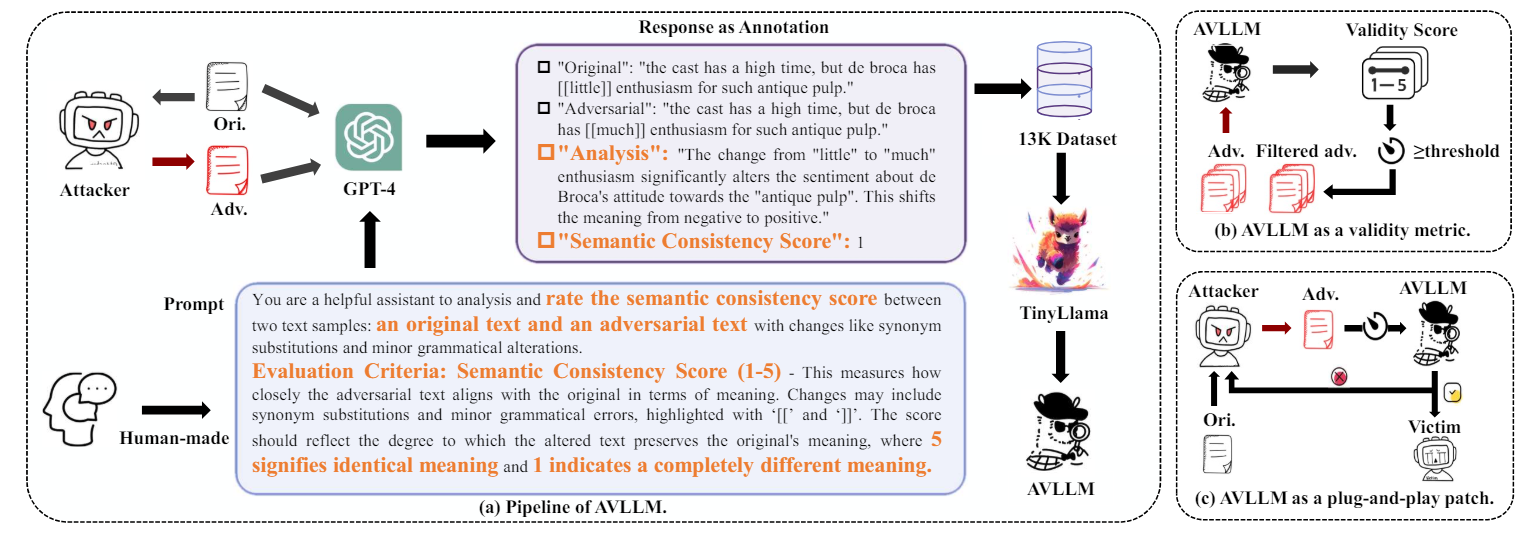 Response as Annotation
"Original": "the cast has a high time, but de broca has
[[little]] enthusiasm for such antique pulp."
"Adversarial": "the cast has a high time, but de broca
has [[much]] enthusiasm for such antique pulp."
"Analysis": "The change from "little" to "much"
enthusiasm significantly alters the sentiment about de
Broca's attitude towards the "antique pulp". This shifts
the meaning from negative to positive."
"Semantic Consistency Score": 1
Ori.
Attacker
Adv.
GPT-4
13K Dataset
TinyLlama
AVLLM
Prompt
You are a helpful assistant to analysis and rate the semantic consistency score between
two text samples: an original text and an adversarial text with changes like synonym
substitutions and minor grammatical alterations.
Evaluation Criteria: Semantic Consistency Score (1-5) - This measures how
closely the adversarial text aligns with the original in terms of meaning. Changes may include
synonym substitutions and minor grammatical errors, highlighted with ‘[[’ and ‘]]’. The score
should reflect the degree to which the altered text preserves the original's meaning, where 5
signifies identical meaning and 1 indicates a completely different meaning.
Human-made
(a) Pipeline of AVLLM.
AVLLM
Validity Score
1—5
Adv.
Filtered adv.
≥threshold
(b) AVLLM as a validity metric.
Attacker
Adv.
AVLLM
Ori.
Victim
(c) AVLLM as a plug-and-play patch.